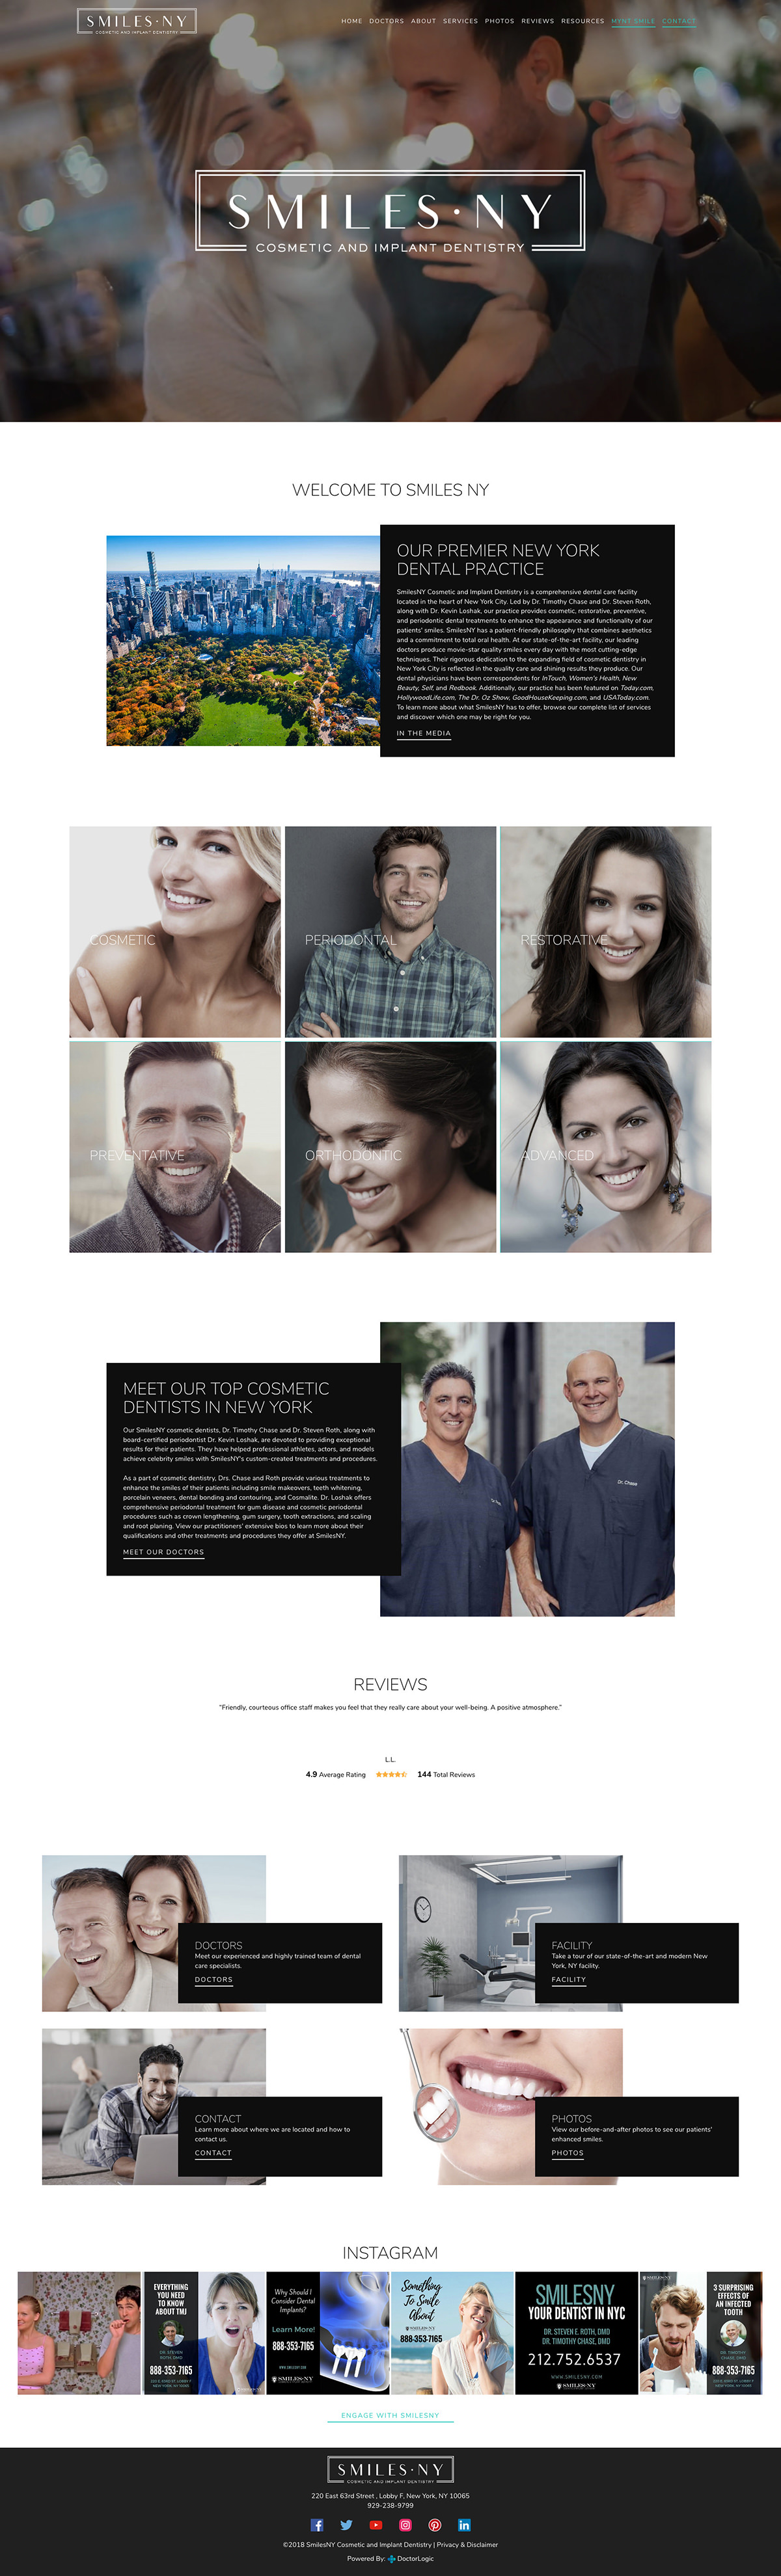 SMILES·NY
COSMETIC AND IMPLANT DENTISTRY
HOME DOCTORS ABOUT SERVICES PHOTOS REVIEWS RESOURCES MYNT SMILE CONTACT
SMILES·NY
COSMETIC AND IMPLANT DENTISTRY
WELCOME TO SMILES NY
OUR PREMIER NEW YORK
DENTAL PRACTICE
SmilesNY Cosmetic and Implant Dentistry is a comprehensive dental care facility
located in the heart of New York City. Led by Dr. Timothy Chase and Dr. Steven Roth,
along with Dr. Kevin Loshak, our practice provides cosmetic, restorative, preventive,
and periodontic dental treatments to enhance the appearance and functionality of our
patients' smiles. SmilesNY has a patient-friendly philosophy that combines aesthetics
and a commitment to total oral health. At our state-of-the-art facility, our leading
doctors produce movie-star quality smiles every day with the most cutting-edge
techniques. Their rigorous dedication to the expanding field of cosmetic dentistry in
New York City is reflected in the quality care and shining results they produce. Our
dental physicians have been correspondents for InTouch, Women's Health, New
Beauty, Self, and Redbook. Additionally, our practice has been featured on Today.com,
HollywoodLife.com, The Dr. Oz Show, GoodHouseKeeping.com, and USAToday.com.
To learn more about what SmilesNY has to offer, browse our complete list of services
and discover which one may be right for you.
IN THE MEDIA
COSMETIC
PERIODONTAL
RESTORATIVE
PREVENTATIVE
ORTHODONTIC
ADVANCED
MEET OUR TOP COSMETIC
DENTISTS IN NEW YORK
Our SmilesNY cosmetic dentists, Dr. Timothy Chase and Dr. Steven Roth, along with
board-certified periodontist Dr. Kevin Loshak, are devoted to providing exceptional
results for their patients. They have helped professional athletes, actors, and models
achieve celebrity smiles with SmilesNY's custom-created treatments and procedures.
As a part of cosmetic dentistry, Drs. Chase and Roth provide various treatments to
enhance the smiles of their patients including smile makeovers, teeth whitening,
porcelain veneers, dental bonding and contouring, and Cosmalite. Dr. Loshak offers
comprehensive periodontal treatment for gum disease and cosmetic periodontal
procedures such as crown lengthening, gum surgery, tooth extractions, and scaling
and root planing. View our practitioners' extensive bios to learn more about their
qualifications and other treatments and procedures they offer at SmilesNY.
MEET OUR DOCTORS
Dr. Chase
REVIEWS
"Friendly, courteous office staff makes you feel that they really care about your well-being. A positive atmosphere."
L.L.
4.9 Average Rating 144 Total Reviews
DOCTORS
Meet our experienced and highly trained team of dental
care specialists.
DOCTORS
FACILITY
Take a tour of our state-of-the-art and modern New
York, NY facility.
FACILITY
CONTACT
Learn more about where we are located and how to
contact us.
CONTACT
PHOTOS
View our before-and-after photos to see our patients'
enhanced smiles.
PHOTOS
INSTAGRAM
EVERYTHING
YOU NEED
TO KNOW
ABOUT TMJ
DR. STEVEN
ROTH, DMD
888-353-7165
Why Should I
Consider Dental
Implants?
Learn More!
888-353-7165
WWW.SMILESNY.COM
SMILES·NY
Something
To Smile
About
SMILES·NY
888-353-7165
SMILESNY
YOUR DENTIST IN NYC
DR. STEVEN E. ROTH, DMD
DR. TIMOTHY CHASE, DMD
212.752.6537
WWW.SMILESNY.COM
SMILES·NY
SMILES·NY
3 SURPRISING
EFFECTS OF
AN INFECTED
TOOTH
DR. TIMOTHY
CHASE, DMD
888-353-7165
ENGAGE WITH SMILESNY
SMILES·NY
COSMETIC AND IMPLANT DENTISTRY
220 East 63rd Street , Lobby F, New York, NY 10065
929-238-9799
©2018 SmilesNY Cosmetic and Implant Dentistry | Privacy & Disclaimer
Powered By: DoctorLogic